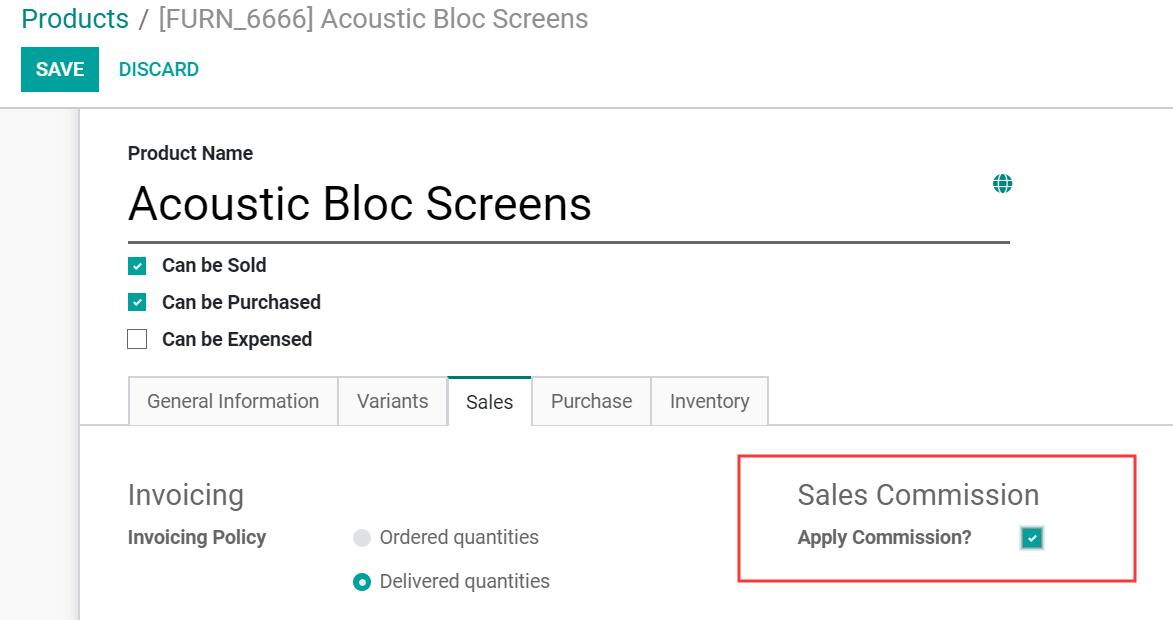 Products / [FURN_6666] Acoustic Bloc Screens
SAVE DISCARD
Product Name
Acoustic Bloc Screens
Can be Sold
Can be Purchased
Can be Expensed
General Information Variants Sales Purchase Inventory
Invoicing
Invoicing Policy Ordered quantities
Delivered quantities
Sales Commission
Apply Commission?